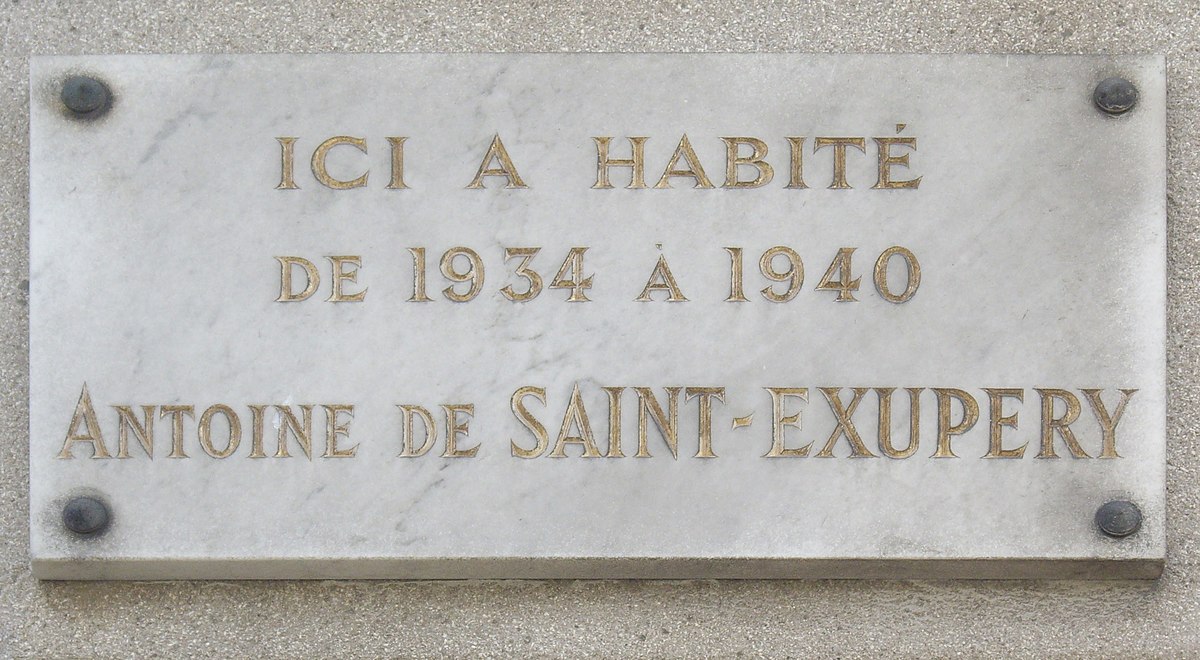 ICI A HABITÉ
DE 1934 À 1940
ANTOINE DE SAINT-EXUPERY